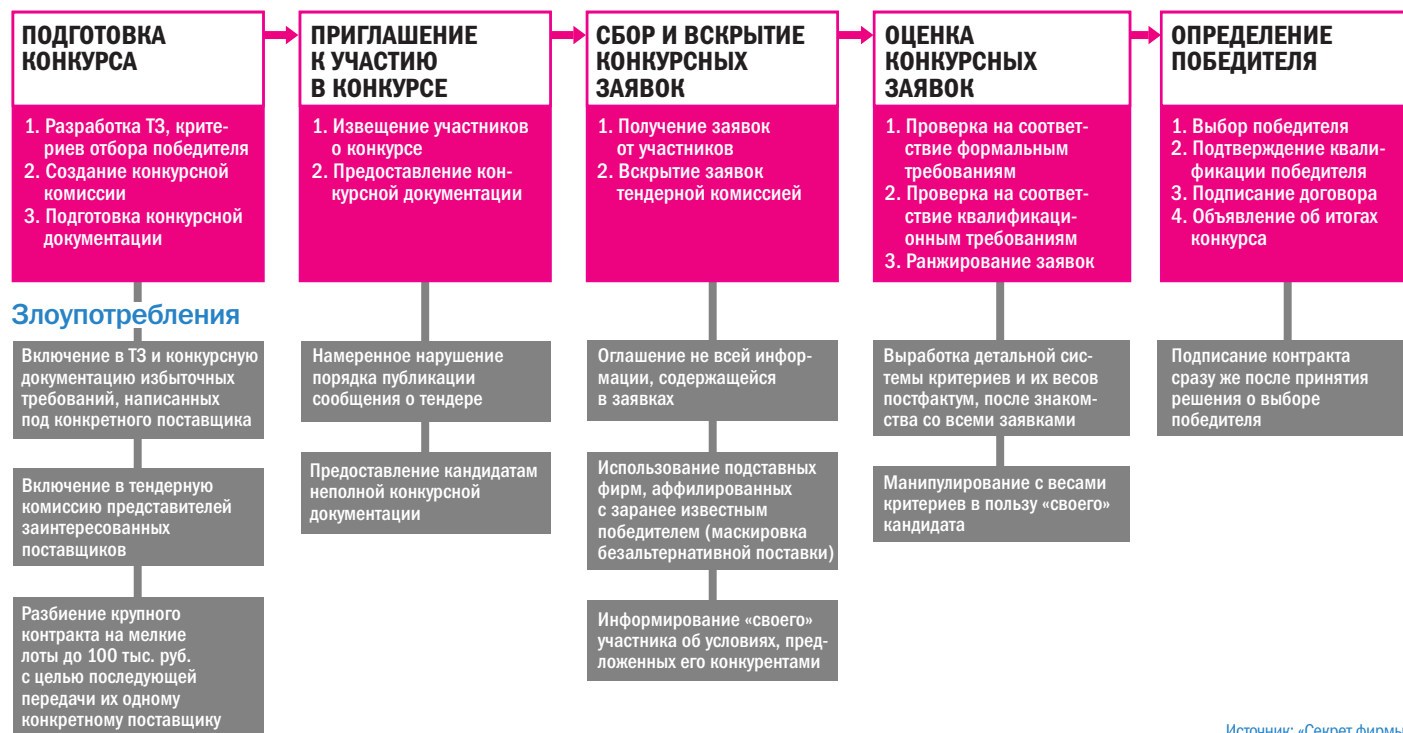 ПОДГОТОВКА
КОНКУРСА
1. Разработка ТЗ, крите-
риев отбора победителя
2. Создание конкурсной
комиссии
3. Подготовка конкурсной
документации
ПРИГЛАШЕНИЕ
К УЧАСТИЮ
В КОНКУРСЕ
1. Извещение участников
о конкурсе
2. Предоставление кон-
курсной документации
СБОР И ВСКРЫТИЕ
КОНКУРСНЫХ
ЗАЯВОК
1. Получение заявок
от участников
2. Вскрытие заявок
тендерной комиссией
ОЦЕНКА
КОНКУРСНЫХ
ЗАЯВОК
1. Проверка на соответ-
ствие формальным
требованиям
2. Проверка на соответ-
ствие квалификаци-
онным требованиям
3. Ранжирование заявок
ОПРЕДЕЛЕНИЕ
ПОБЕДИТЕЛЯ
1. Выбор победителя
2. Подтверждение квали-
фикации победителя
3. Подписание договора
4. Объявление об итогах
конкурса
Злоупотребления
Включение в ТЗ и конкурсную
документацию избыточных
требований, написанных
под конкретного поставщика
Включение в тендерную
комиссию представителей
заинтересованных
поставщиков
Разбиение крупного
контракта на мелкие
лоты до 100 тыс. руб.
с целью последующей
передачи их одному
конкретному поставщику
Намеренное нарушение
порядка публикации
сообщения о тендере
Предоставление кандидатам
неполной конкурсной
документации
Оглашение не всей инфор-
мации, содержащейся
в заявках
Использование подставных
фирм, аффилированных
с заранее известным
победителем (маскировка
безальтернативной поставки)
Информирование «своего»
участника об условиях, пред-
ложенных его конкурентами
Выработка детальной сис-
темы критериев и их весов
постфактум, после знаком-
ства со всеми заявками
Манипулирование с весами
критериев в пользу «своего»
кандидата
Подписание контракта
сразу же после принятия
решения о выборе
победителя
Источник: «Секрет фирмы